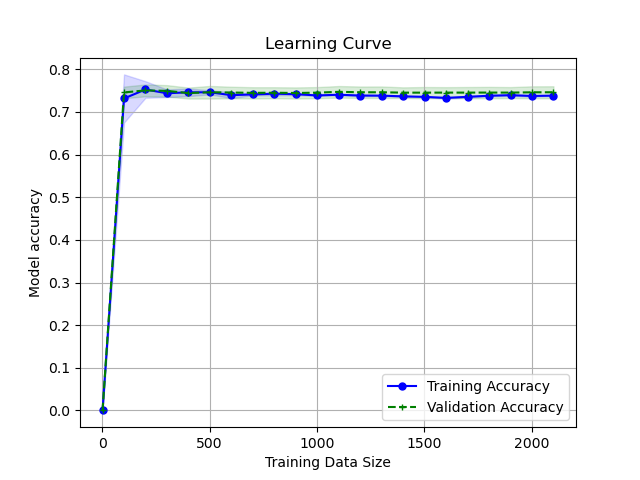 Learning Curve
Model accuracy
0.8
0.7
0.6
0.5
0.4
0.3
0.2
0.1
0.0
Training Accuracy
Validation Accuracy
0
500
1000
1500
2000
Training Data Size